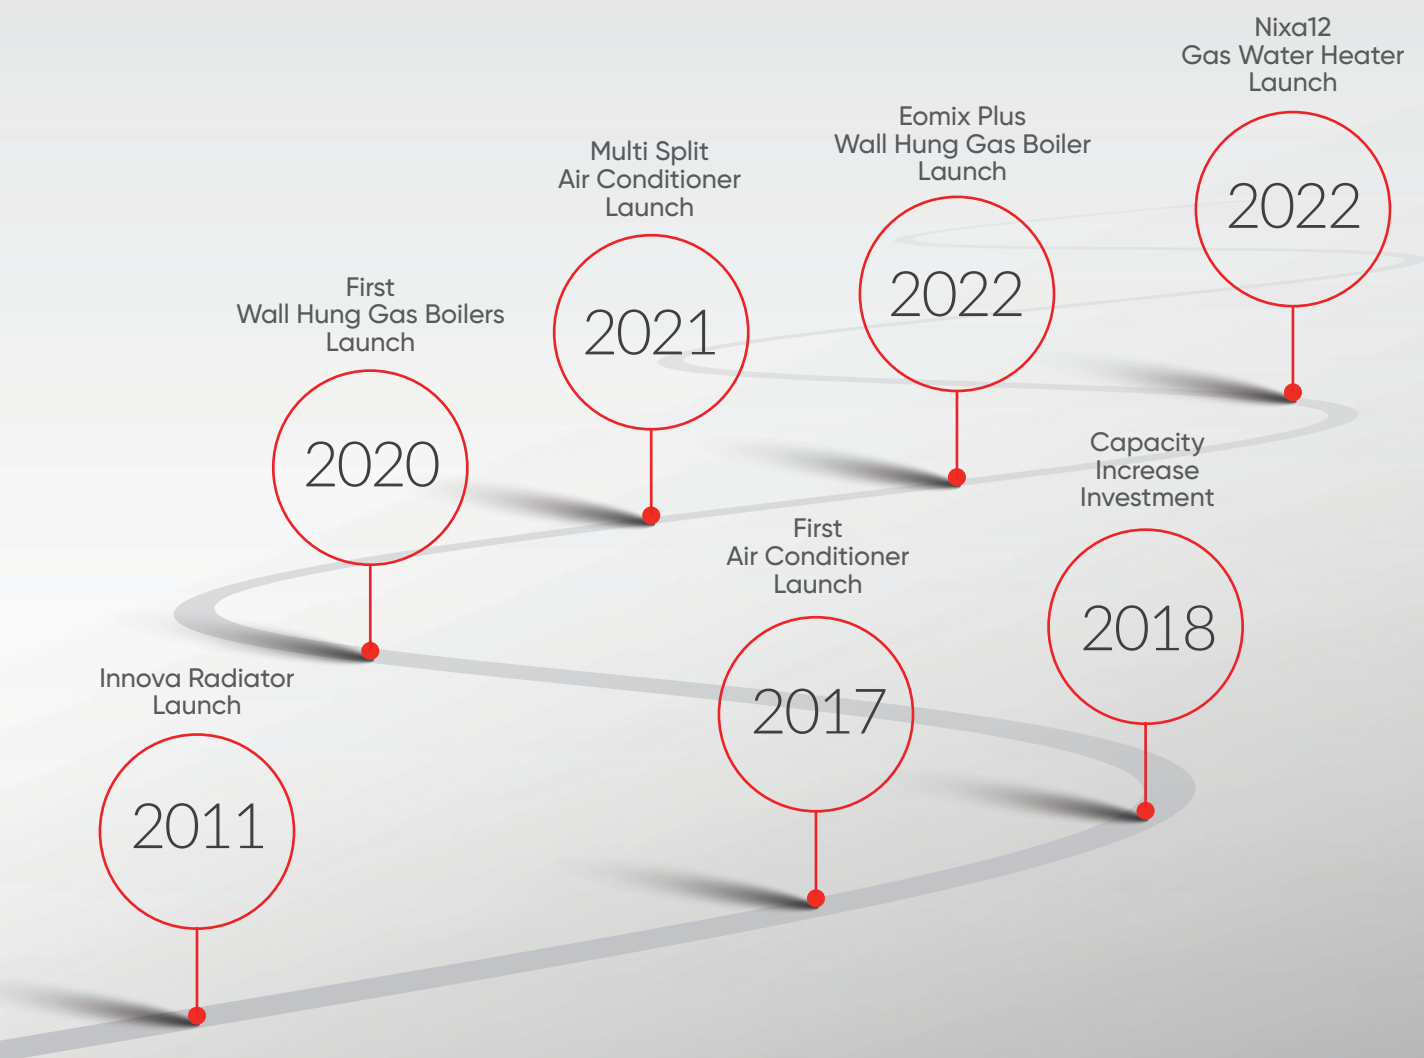 Nixa12
Gas Water Heater
Launch
2022
Eomix Plus
Wall Hung Gas Boiler
Launch
2022
Multi Split
Air Conditioner
Launch
2021
First
Wall Hung Gas Boilers
Launch
2020
Capacity
Increase
Investment
2018
First
Air Conditioner
Launch
2017
Innova Radiator
Launch
2011